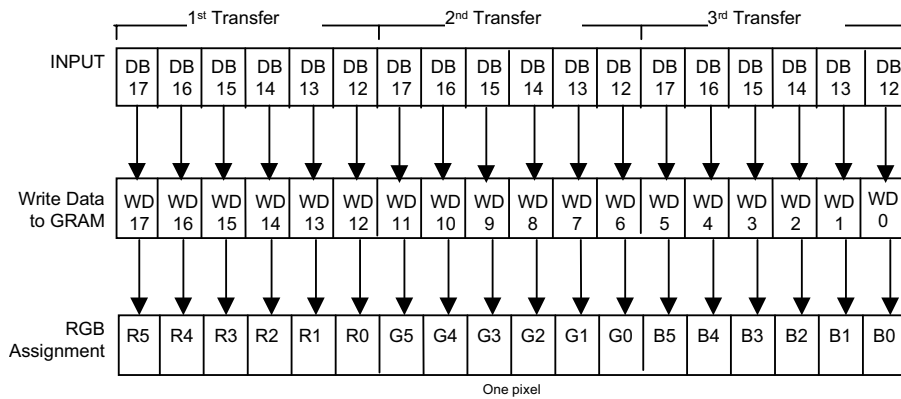 1st Transfer 2nd Transfer 3rd Transfer
INPUT DB 17 DB 16 DB 15 DB 14 DB 13 DB 12 DB 17 DB 16 DB 15 DB 14 DB 13 DB 12 DB 17 DB 16 DB 15 DB 14 DB 13 DB 12
Write Data to GRAM WD 17 WD 16 WD 15 WD 14 WD 13 WD 12 WD 11 WD 10 WD 9 WD 8 WD 7 WD 6 WD 5 WD 4 WD 3 WD 2 WD 1 WD 0
RGB Assignment R5 R4 R3 R2 R1 R0 G5 G4 G3 G2 G1 G0 B5 B4 B3 B2 B1 B0
One pixel